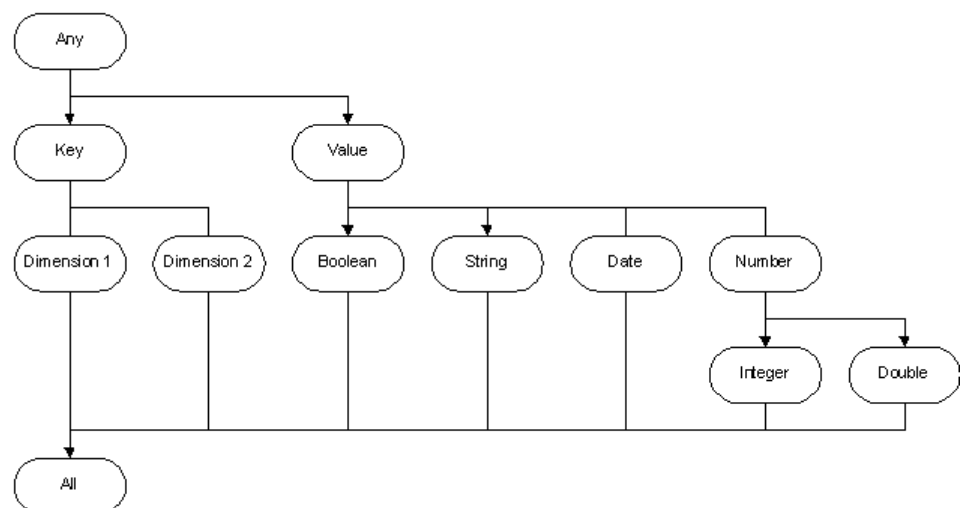 Any
Key
Value
Dimension 1
Dimension 2
Boolean
String
Date
Number
Integer
Double
All